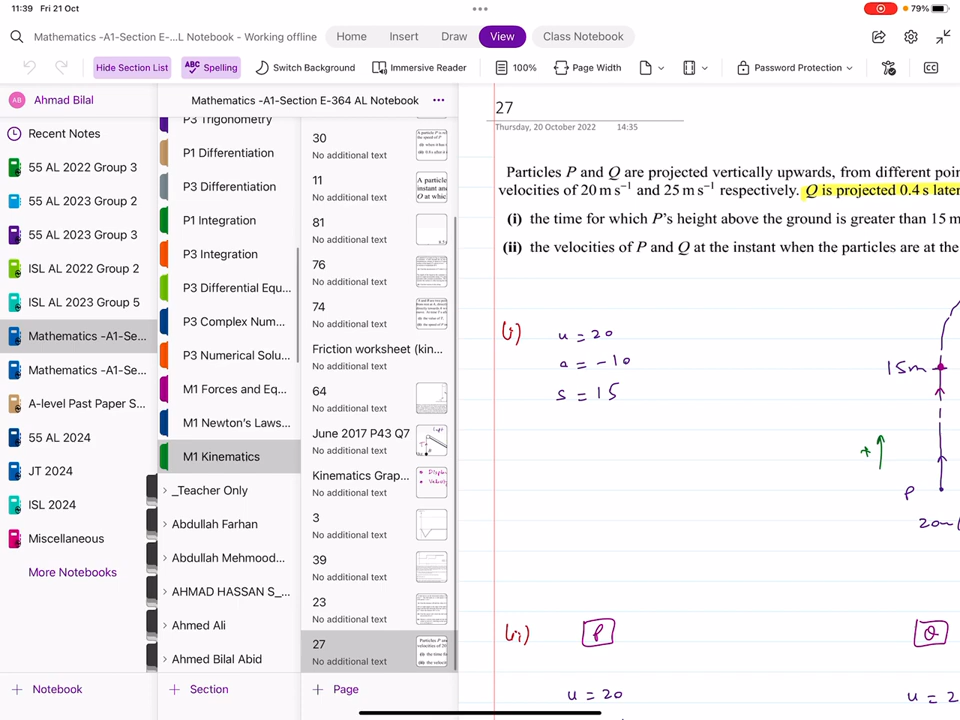 11:39 Fri 21 Oct
79%
Mathematics -A1-Section E-...L Notebook - Working offline
Home Insert Draw View Class Notebook
Hide Section List
ABC Spelling
Switch Background
Immersive Reader
100%
Page Width
Password Protection
CC
AB Ahmad Bilal
Recent Notes
55 AL 2022 Group 3
55 AL 2023 Group 2
55 AL 2023 Group 3
ISL AL 2022 Group 2
ISL AL 2023 Group 5
Mathematics -A1-Se...
Mathematics -A1-Se...
A-level Past Paper S...
55 AL 2024
JT 2024
ISL 2024
Miscellaneous
More Notebooks
+ Notebook
Mathematics -A1-Section E-364 AL Notebook
P3 Trigonometry
P1 Differentiation
P3 Differentiation
P1 Integration
P3 Integration
P3 Differential Equ...
P3 Complex Num...
P3 Numerical Solu...
M1 Forces and Eq...
M1 Newton's Laws...
M1 Kinematics
_Teacher Only
Abdullah Farhan
Abdullah Mehmood...
AHMAD HASSAN S_...
Ahmed Ali
Ahmed Bilal Abid
+ Section
No additional text
30
No additional text
11
No additional text
81
No additional text
76
No additional text
74
No additional text
Friction worksheet (kin...
No additional text
64
No additional text
June 2017 P43 Q7
No additional text
Kinematics Grap...
No additional text
3
No additional text
39
No additional text
23
No additional text
27
No additional text
+ Page
27
Thursday, 20 October 2022 14:35
Particles P and Q are projected vertically upwards, from different poin
velocities of 20 m s⁻¹ and 25 m s⁻¹ respectively. Q is projected 0.4 s later
(i) the time for which P's height above the ground is greater than 15 m
(ii) the velocities of P and Q at the instant when the particles are at the
(i) u = 20
a = -10
s = 15
15m
+
P
(ii) P
Q
u = 20
u = 2